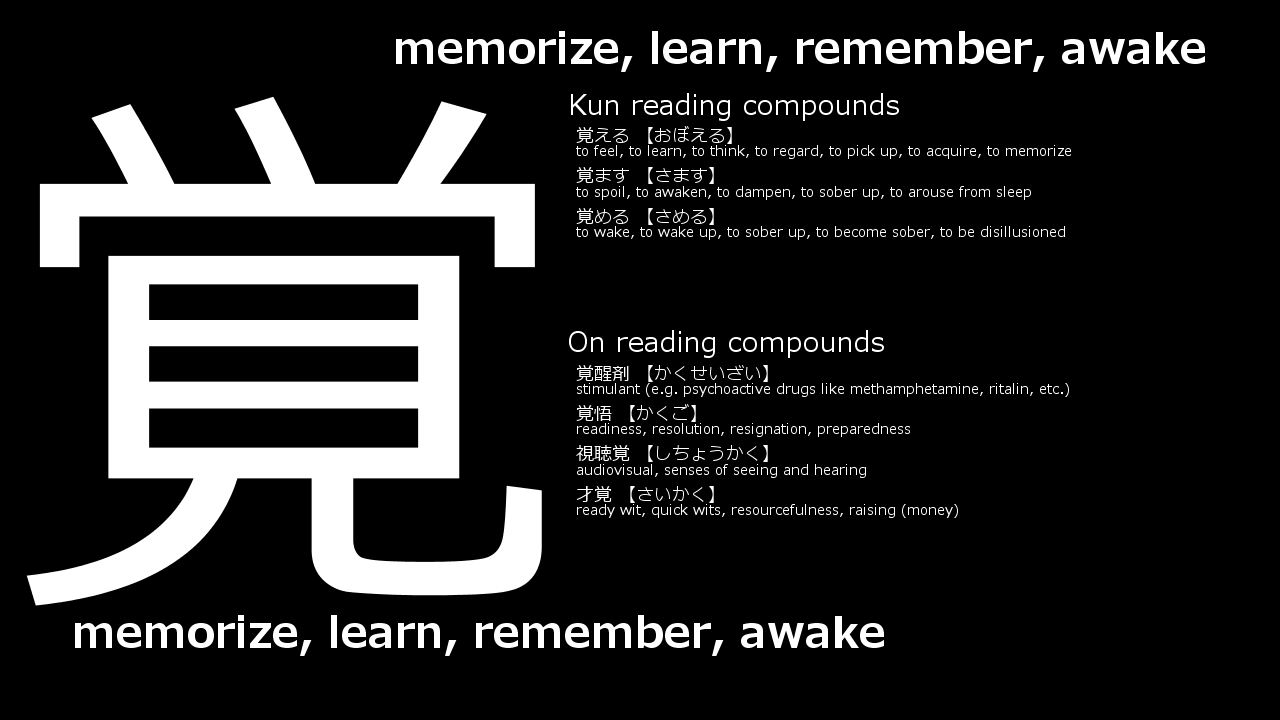 memorize, learn, remember, awake
覚
Kun reading compounds
覚える 【おぼえる】
to feel, to learn, to think, to regard, to pick up, to acquire, to memorize
覚ます 【さます】
to spoil, to awaken, to dampen, to sober up, to arouse from sleep
覚める 【さめる】
to wake, to wake up, to sober up, to become sober, to be disillusioned
On reading compounds
覚醒剤 【かくせいざい】
stimulant (e.g. psychoactive drugs like methamphetamine, ritalin, etc.)
覚悟 【かくご】
readiness, resolution, resignation, preparedness
視聴覚 【しちょうかく】
audiovisual, senses of seeing and hearing
才覚 【さいかく】
ready wit, quick wits, resourcefulness, raising (money)
memorize, learn, remember, awake